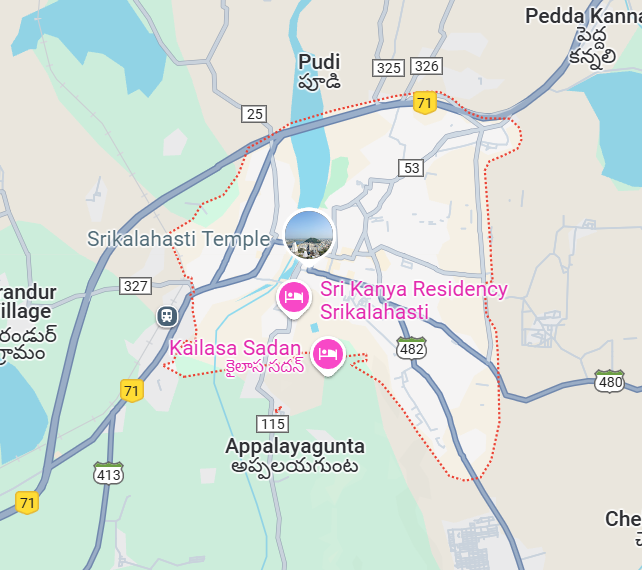 Pedda Kanna
పెద్ద
కన్నలి
Pudi
పూడి
325
326
71
25
53
Srikalahasti Temple
327
randur
illage
రండుర్
గ్రామం
Sri Kanya Residency
Srikalahasti
Kailasa Sadan
కైలాస సదన్
482
480
71
115
Appalayagunta
అప్పలయగుంట
413
71
Che